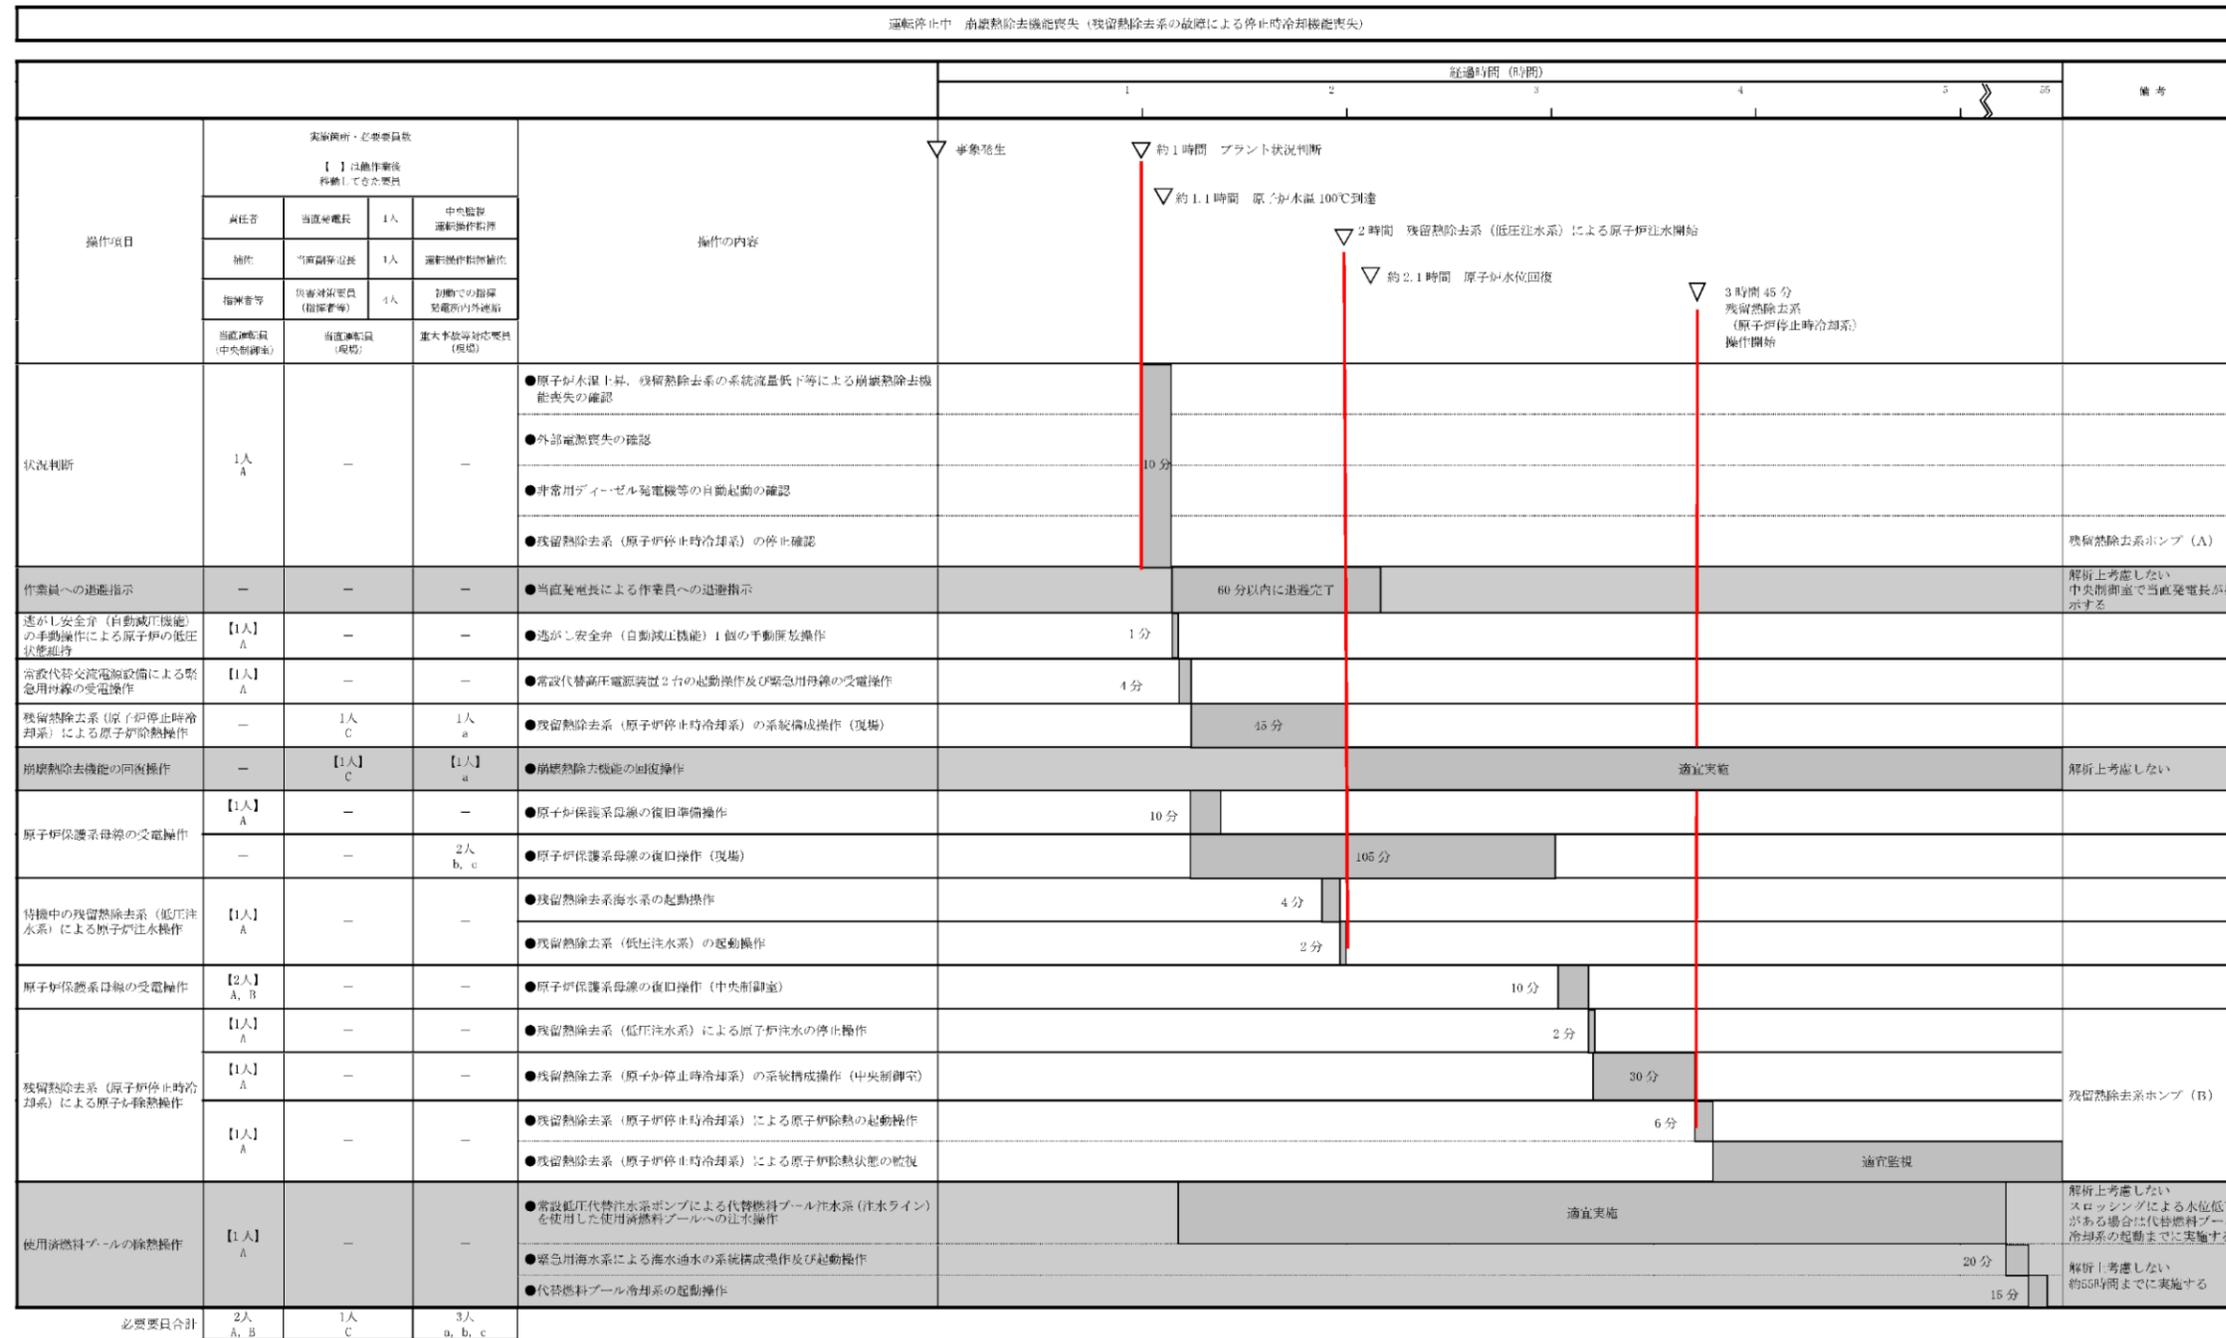 運転停止中 崩壊熱除去機能喪失（残留熱除去系の故障による停止時冷却機能喪失）
経過時間（時間）
備 考
1
2
3
4
5
55
操作項目
実施箇所・必要要員数
【 】は他作業後
移動してきた要員
責任者
当直発電長
1人
中央監視
運転操作指揮
補佐
当直副発電長
1人
運転操作指揮補佐
指揮者等
災害対策要員
（指揮者等）
4人
初動での指揮
発電所内外連絡
当直運転員
（中央制御室）
当直運転員
（現場）
重大事故等対応要員
（現場）
操作の内容
事象発生
約1時間 プラント状況判断
約1.1時間 原子炉水温100℃到達
2時間 残留熱除去系（低圧注水系）による原子炉注水開始
約2.1時間 原子炉水位回復
3時間45分
残留熱除去系
（原子炉停止時冷却系）
操作開始
状況判断
1人
A
－
－
●原子炉水温上昇，残留熱除去系の系統流量低下等による崩壊熱除去機
能喪失の確認
●外部電源喪失の確認
●非常用ディーゼル発電機等の自動起動の確認
●残留熱除去系（原子炉停止時冷却系）の停止確認
10分
残留熱除去系ポンプ（A）
作業員への退避指示
－
－
－
●当直発電長による作業員への退避指示
60分以内に退避完了
解析上考慮しない
中央制御室で当直発電長が
示する
逃がし安全弁（自動減圧機能）
の手動操作による原子炉の低圧
状態維持
【1人】
A
－
－
●逃がし安全弁（自動減圧機能）1個の手動開放操作
1分
常設代替交流電源設備による緊
急用母線の受電操作
【1人】
A
－
－
●常設代替高圧電源装置2台の起動操作及び緊急用母線の受電操作
4分
残留熱除去系（原子炉停止時冷
却系）による原子炉除熱操作
－
1人
C
1人
a
●残留熱除去系（原子炉停止時冷却系）の系統構成操作（現場）
45分
崩壊熱除去機能の回復操作
－
【1人】
C
【1人】
a
●崩壊熱除去機能の回復操作
適宜実施
解析上考慮しない
原子炉保護系母線の受電操作
【1人】
A
－
－
●原子炉保護系母線の復旧準備操作
10分
－
－
2人
b, c
●原子炉保護系母線の復旧操作（現場）
105分
待機中の残留熱除去系（低圧注
水系）による原子炉注水操作
【1人】
A
－
－
●残留熱除去系海水系の起動操作
4分
●残留熱除去系（低圧注水系）の起動操作
2分
原子炉保護系母線の受電操作
【2人】
A, B
－
－
●原子炉保護系母線の復旧操作（中央制御室）
10分
残留熱除去系（原子炉停止時冷
却系）による原子炉除熱操作
【1人】
A
－
－
●残留熱除去系（低圧注水系）による原子炉注水の停止操作
2分
【1人】
A
－
－
●残留熱除去系（原子炉停止時冷却系）の系統構成操作（中央制御室）
30分
【1人】
A
－
－
●残留熱除去系（原子炉停止時冷却系）による原子炉除熱の起動操作
6分
●残留熱除去系（原子炉停止時冷却系）による原子炉除熱状態の監視
適宜監視
残留熱除去系ポンプ（B）
使用済燃料プールの除熱操作
【1人】
A
－
－
●常設低圧代替注水系ポンプによる代替燃料プール注水系（注水ライン）
を使用した使用済燃料プールへの注水操作
適宜実施
解析上考慮しない
スロッシングによる水位低
がある場合は代替燃料プー
冷却系の起動までに実施す
●緊急用海水系による海水通水の系統構成操作及び起動操作
20分
●代替燃料プール冷却系の起動操作
15分
解析上考慮しない
約55時間までに実施する
必要要員合計
2人
A, B
1人
C
3人
a, b, c